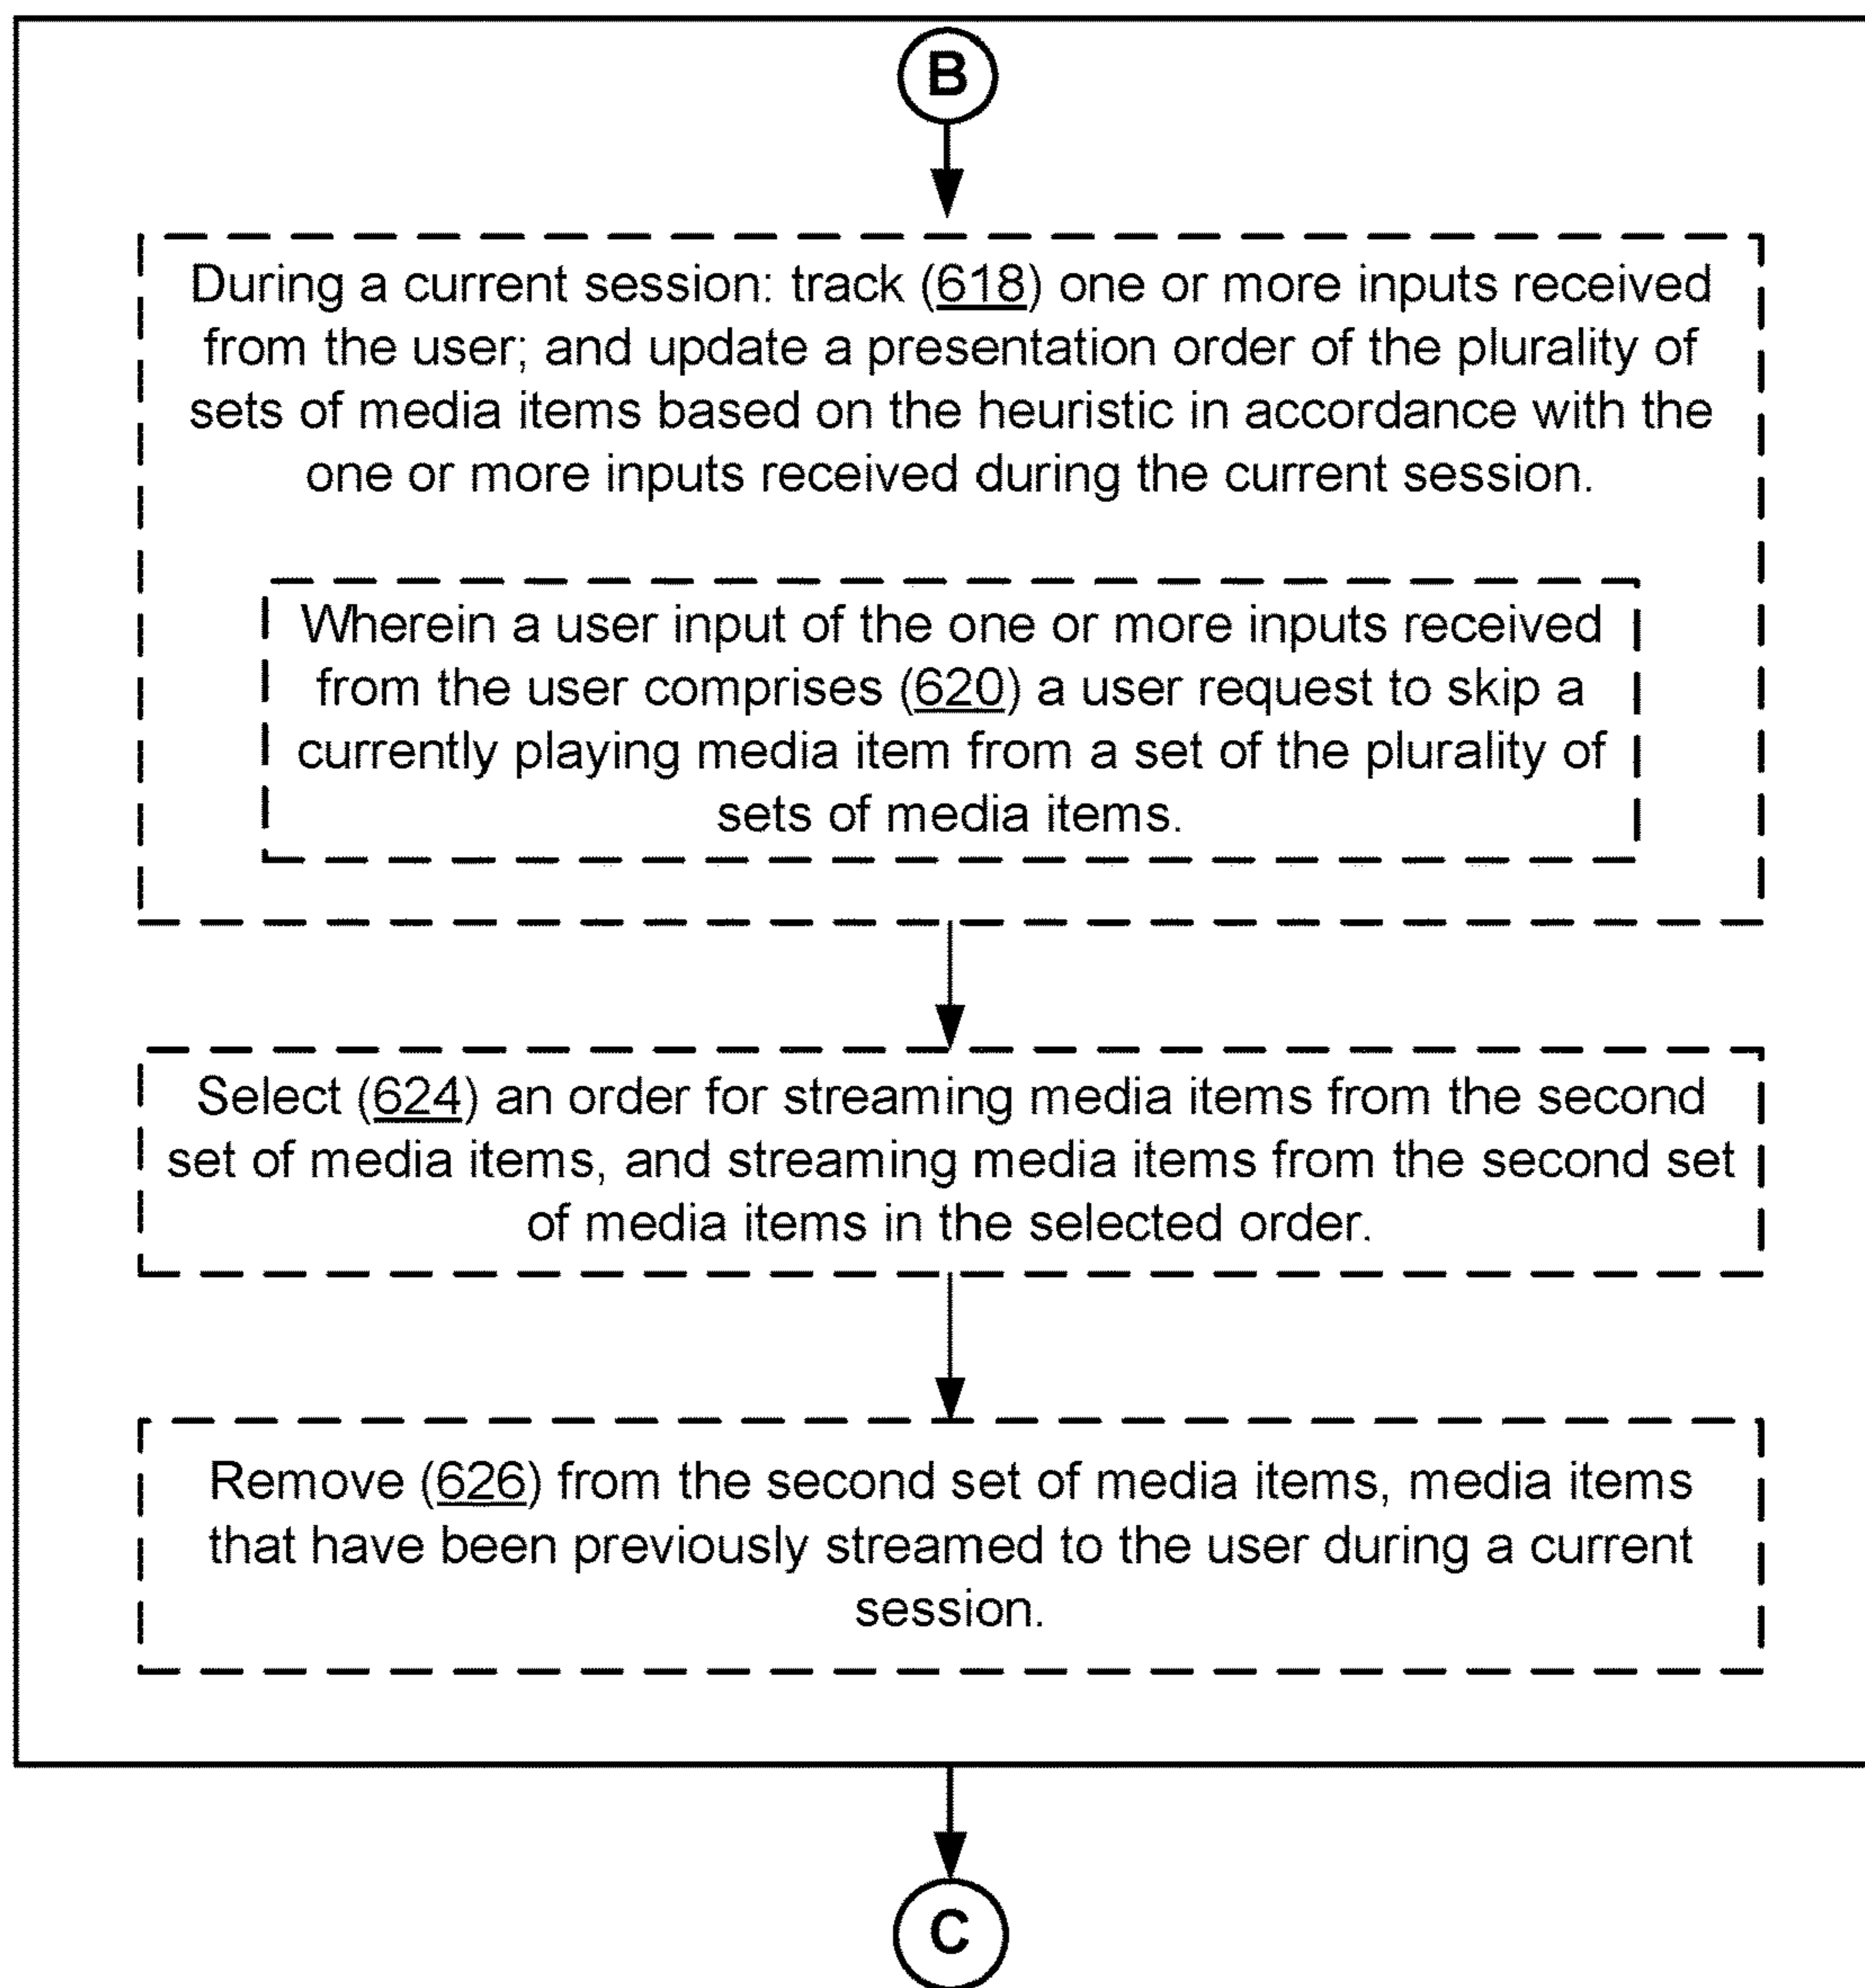 B
During a current session: track (618) one or more inputs received
from the user; and update a presentation order of the plurality of
sets of media items based on the heuristic in accordance with the
one or more inputs received during the current session.
Wherein a user input of the one or more inputs received
from the user comprises (620) a user request to skip a
currently playing media item from a set of the plurality of
sets of media items.
Select (624) an order for streaming media items from the second
set of media items, and streaming media items from the second set
of media items in the selected order.
Remove (626) from the second set of media items, media items
that have been previously streamed to the user during a current
session.
C